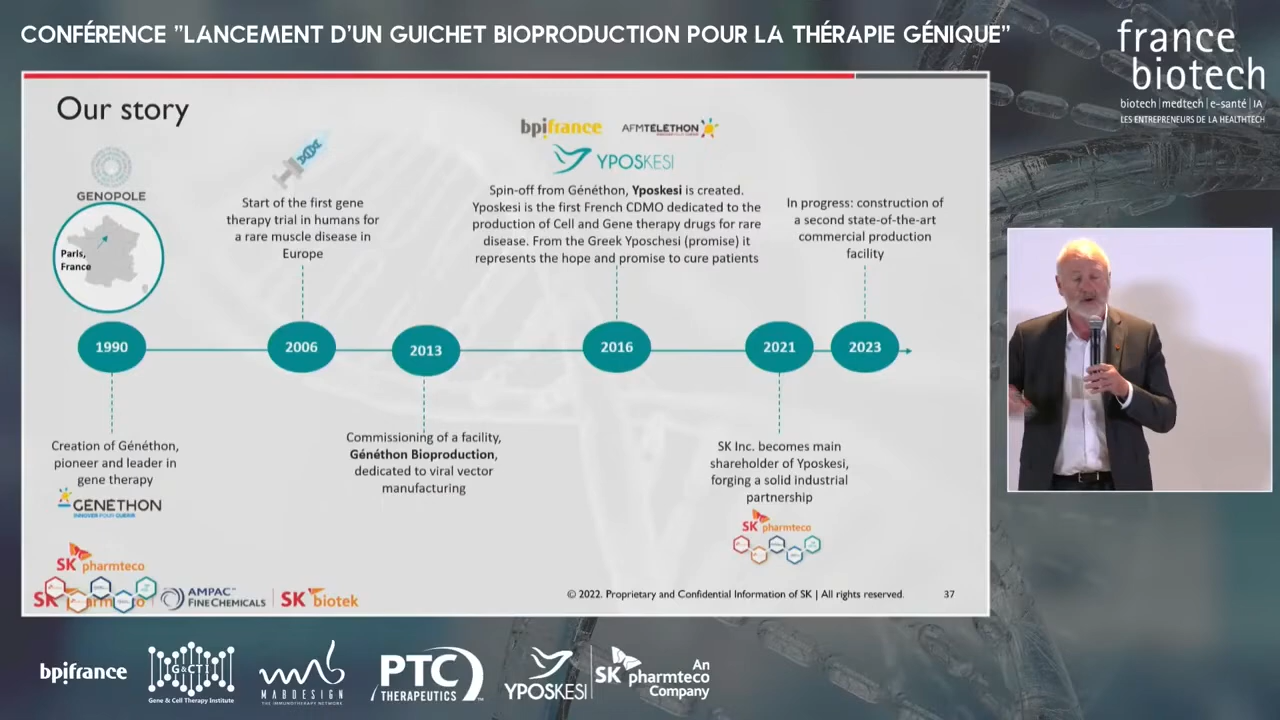 CONFÉRENCE "LANCEMENT D'UN GUICHET BIOPRODUCTION POUR LA THÉRAPIE GÉNIQUE"
france
biotech
biotech|medtech|e-santé|IA
LES ENTREPRENEURS DE LA HEALTHTECH
Our story
GENOPOLE
Paris,
France
Start of the first gene
therapy trial in humans for
a rare muscle disease in
Europe
bpifrance AFMTELETHON
YPOSKESI
Spin-off from Généthon, Yposkesi is created.
Yposkesi is the first French CDMO dedicated to the
production of Cell and Gene therapy drugs for rare
disease. From the Greek Yposchesi (promise) it
represents the hope and promise to cure patients
In progress: construction of
a second state-of-the-art
commercial production
facility
1990 2006 2013 2016 2021 2023
Creation of Généthon,
pioneer and leader in
gene therapy
GENETHON
INNOVER POUR GUÉRIR
Commissioning of a facility,
Généthon Bioproduction,
dedicated to viral vector
manufacturing
SK Inc. becomes main
shareholder of Yposkesi,
forging a solid industrial
partnership
SK pharmteco
SK pharmteco
SK
AMPAC
FINE CHEMICALS
SK biotek
© 2022. Proprietary and Confidential Information of SK | All rights reserved. 37
bpifrance
G&CTI
Gene & Cell Therapy Institute
MABDESIGN
THE IMMUNOTHERAPY NETWORK
PTC
THERAPEUTICS
YPOSKESI
SK pharmteco
An
Company